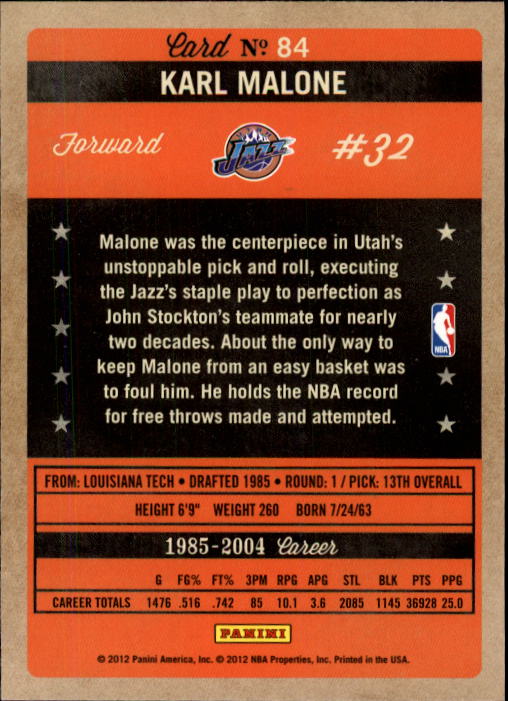 Card No 84
KARL MALONE
Forward
JAZZ
#32
Malone was the centerpiece in Utah's
unstoppable pick and roll, executing
the Jazz's staple play to perfection as
John Stockton's teammate for nearly
two decades. About the only way to
keep Malone from an easy basket was
to foul him. He holds the NBA record
for free throws made and attempted.
NBA
FROM: LOUISIANA TECH • DRAFTED 1985 • ROUND: 1 / PICK: 13TH OVERALL
HEIGHT 6'9" WEIGHT 260 BORN 7/24/63
1985-2004 Career
G FG% FT% 3PM RPG APG STL BLK PTS PPG
CAREER TOTALS 1476 .516 .742 85 10.1 3.6 2085 1145 36928 25.0
PANINI
© 2012 Panini America, Inc. © 2012 NBA Properties, Inc. Printed in the USA.